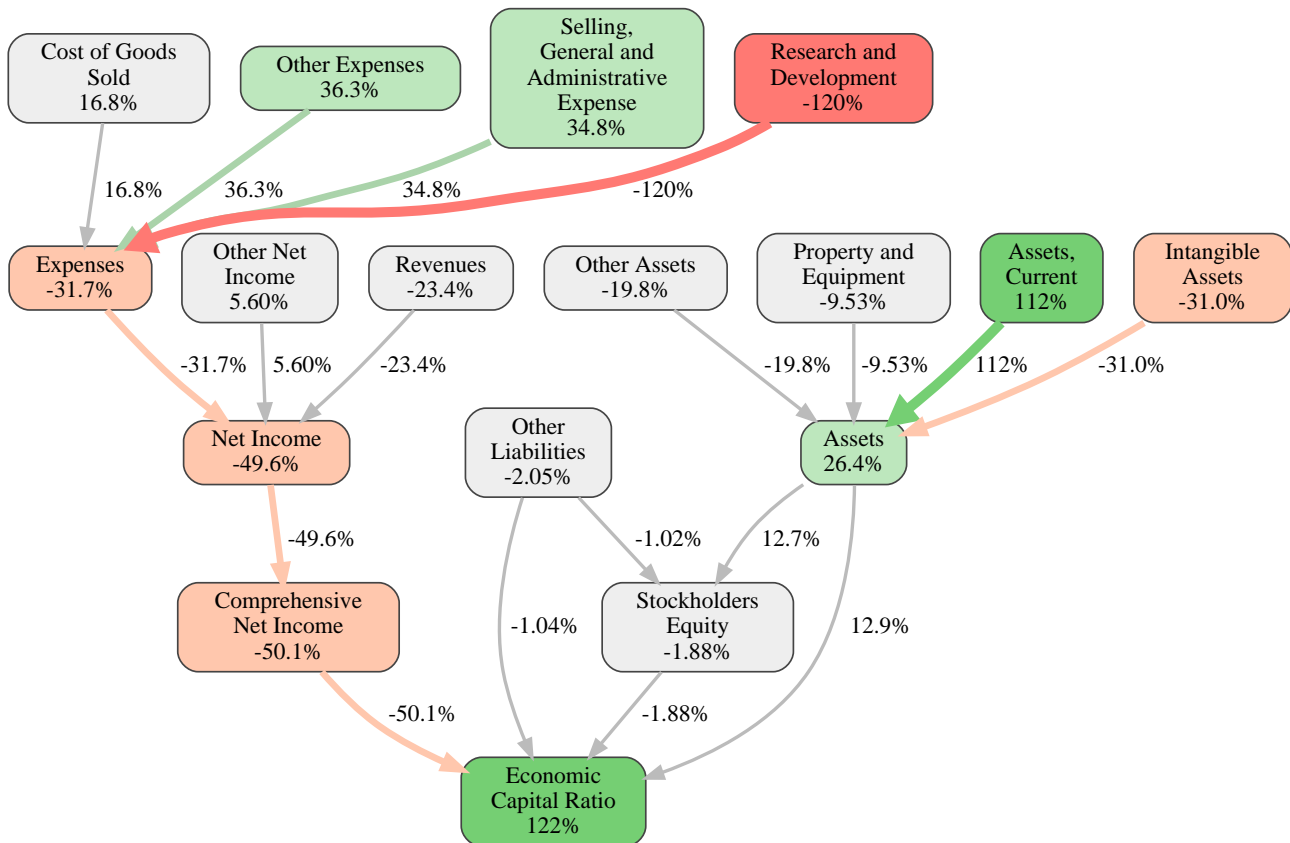 Cost of Goods
Sold
16.8%
Other Expenses
36.3%
Selling,
General and
Administrative
Expense
34.8%
Research and
Development
-120%
16.8%
36.3%
34.8%
-120%
Expenses
-31.7%
Other Net
Income
5.60%
Revenues
-23.4%
Other Assets
-19.8%
Property and
Equipment
-9.53%
Assets,
Current
112%
Intangible
Assets
-31.0%
-31.7%
5.60%
-23.4%
-19.8%
-9.53%
112%
-31.0%
Net Income
-49.6%
Other
Liabilities
-2.05%
Assets
26.4%
-49.6%
-1.02%
12.7%
Comprehensive
Net Income
-50.1%
-1.04%
Stockholders
Equity
-1.88%
12.9%
-50.1%
-1.88%
Economic
Capital Ratio
122%